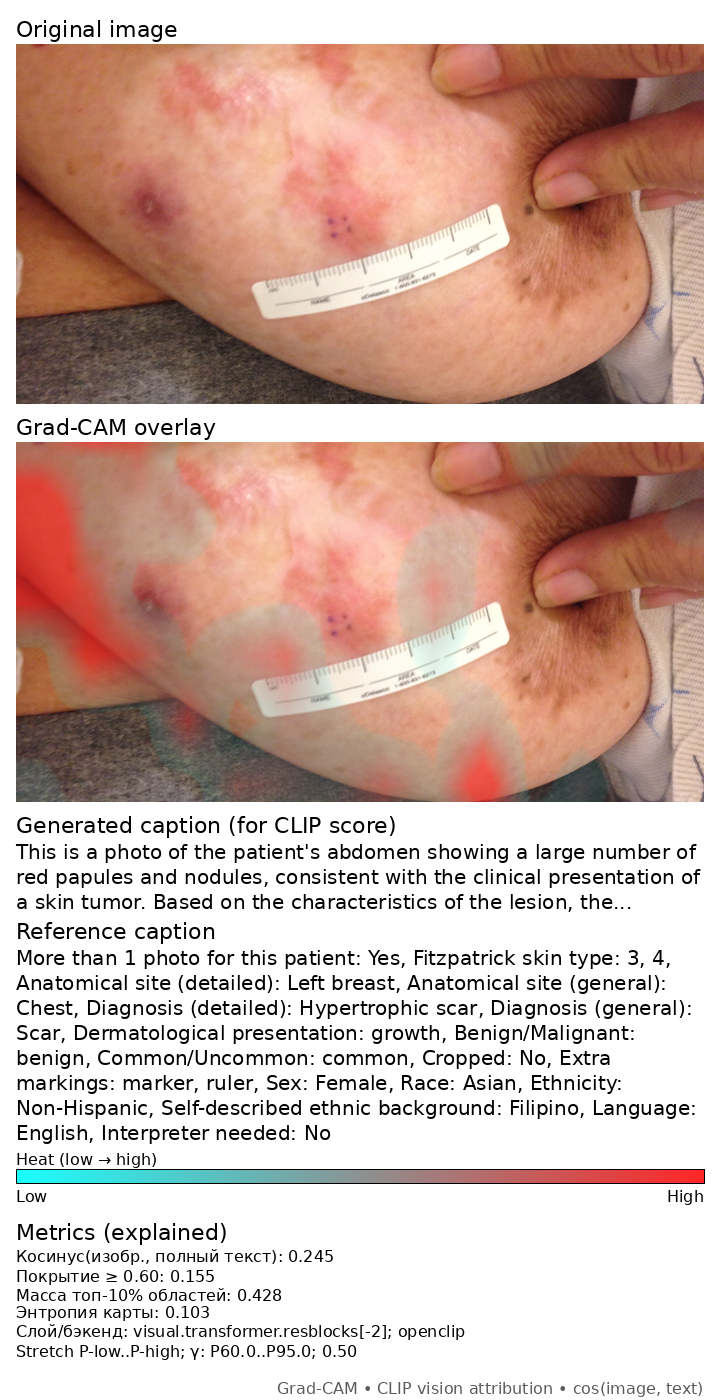 Original image
NAME
AREA
DATE
Grad-CAM overlay
NAME
AREA
DATE
Generated caption (for CLIP score)
This is a photo of the patient's abdomen showing a large number of
red papules and nodules, consistent with the clinical presentation of
a skin tumor. Based on the characteristics of the lesion, the...
Reference caption
More than 1 photo for this patient: Yes, Fitzpatrick skin type: 3, 4,
Anatomical site (detailed): Left breast, Anatomical site (general):
Chest, Diagnosis (detailed): Hypertrophic scar, Diagnosis (general):
Scar, Dermatological presentation: growth, Benign/Malignant:
benign, Common/Uncommon: common, Cropped: No, Extra
markings: marker, ruler, Sex: Female, Race: Asian, Ethnicity:
Non-Hispanic, Self-described ethnic background: Filipino, Language:
English, Interpreter needed: No
Heat (low → high)
Low High
Metrics (explained)
Косинус(изобр., полный текст): 0.245
Покрытие ≥ 0.60: 0.155
Масса топ-10% областей: 0.428
Энтропия карты: 0.103
Слой/бэкенд: visual.transformer.resblocks[-2]; openclip
Stretch P-low..P-high; γ: P60.0..P95.0; 0.50
Grad-CAM • CLIP vision attribution • cos(image, text)